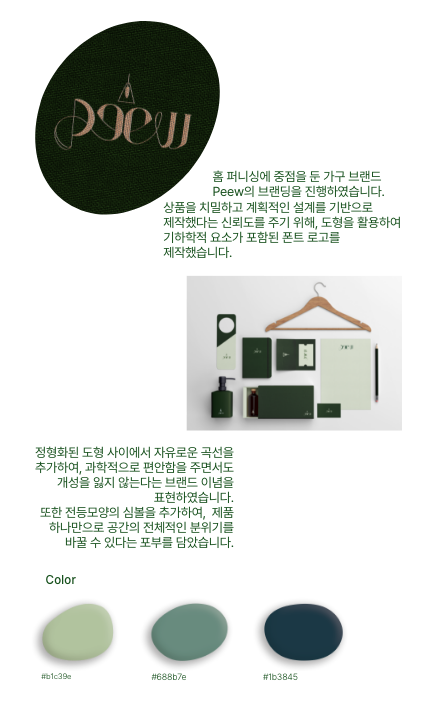 peew
홈 퍼니싱에 중점을 둔 가구 브랜드
Peew의 브랜딩을 진행하였습니다.
상품을 치밀하고 계획적인 설계를 기반으로
제작했다는 신뢰도를 주기 위해, 도형을 활용하여
기하학적 요소가 포함된 폰트 로고를
제작했습니다.
정형화된 도형 사이에서 자유로운 곡선을
추가하여, 과학적으로 편안함을 주면서도
개성을 잃지 않는다는 브랜드 이념을
표현하였습니다.
또한 전등모양의 심볼을 추가하여, 제품
하나만으로 공간의 전체적인 분위기를
바꿀 수 있다는 포부를 담았습니다.
Color
#b1c39e
#688b7e
#1b3845